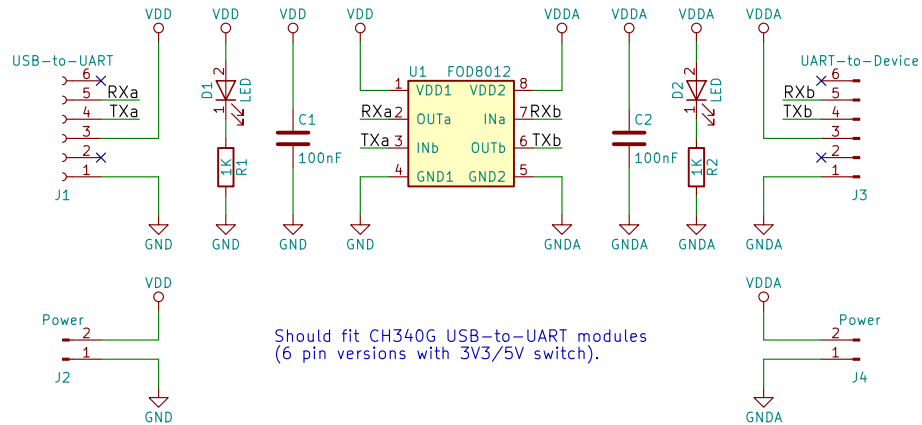 VDD VDD VDD VDD VDDA VDDA VDDA VDDA
USB-to-UART
6
5 RXa
4 TXa
3
2
1
J1
GND
D1 2 LED 1
1K R1
GND
C1
100nF
GND
U1 FOD8012
1 VDD1 VDD2 8
RXa 2 OUTa INa 7 RXb
TXa 3 INb OUTb 6 TXb
4 GND1 GND2 5
GND GNDA
C2
100nF
GNDA
D2 2 LED 1
1K R2
GNDA
UART-to-Device
6
RXb 5
TXb 4
3
2
1
J3
GNDA
VDD
Power
2
1
J2
GND
Should fit CH340G USB-to-UART modules
(6 pin versions with 3V3/5V switch).
VDDA
Power
2
1
J4
GNDA